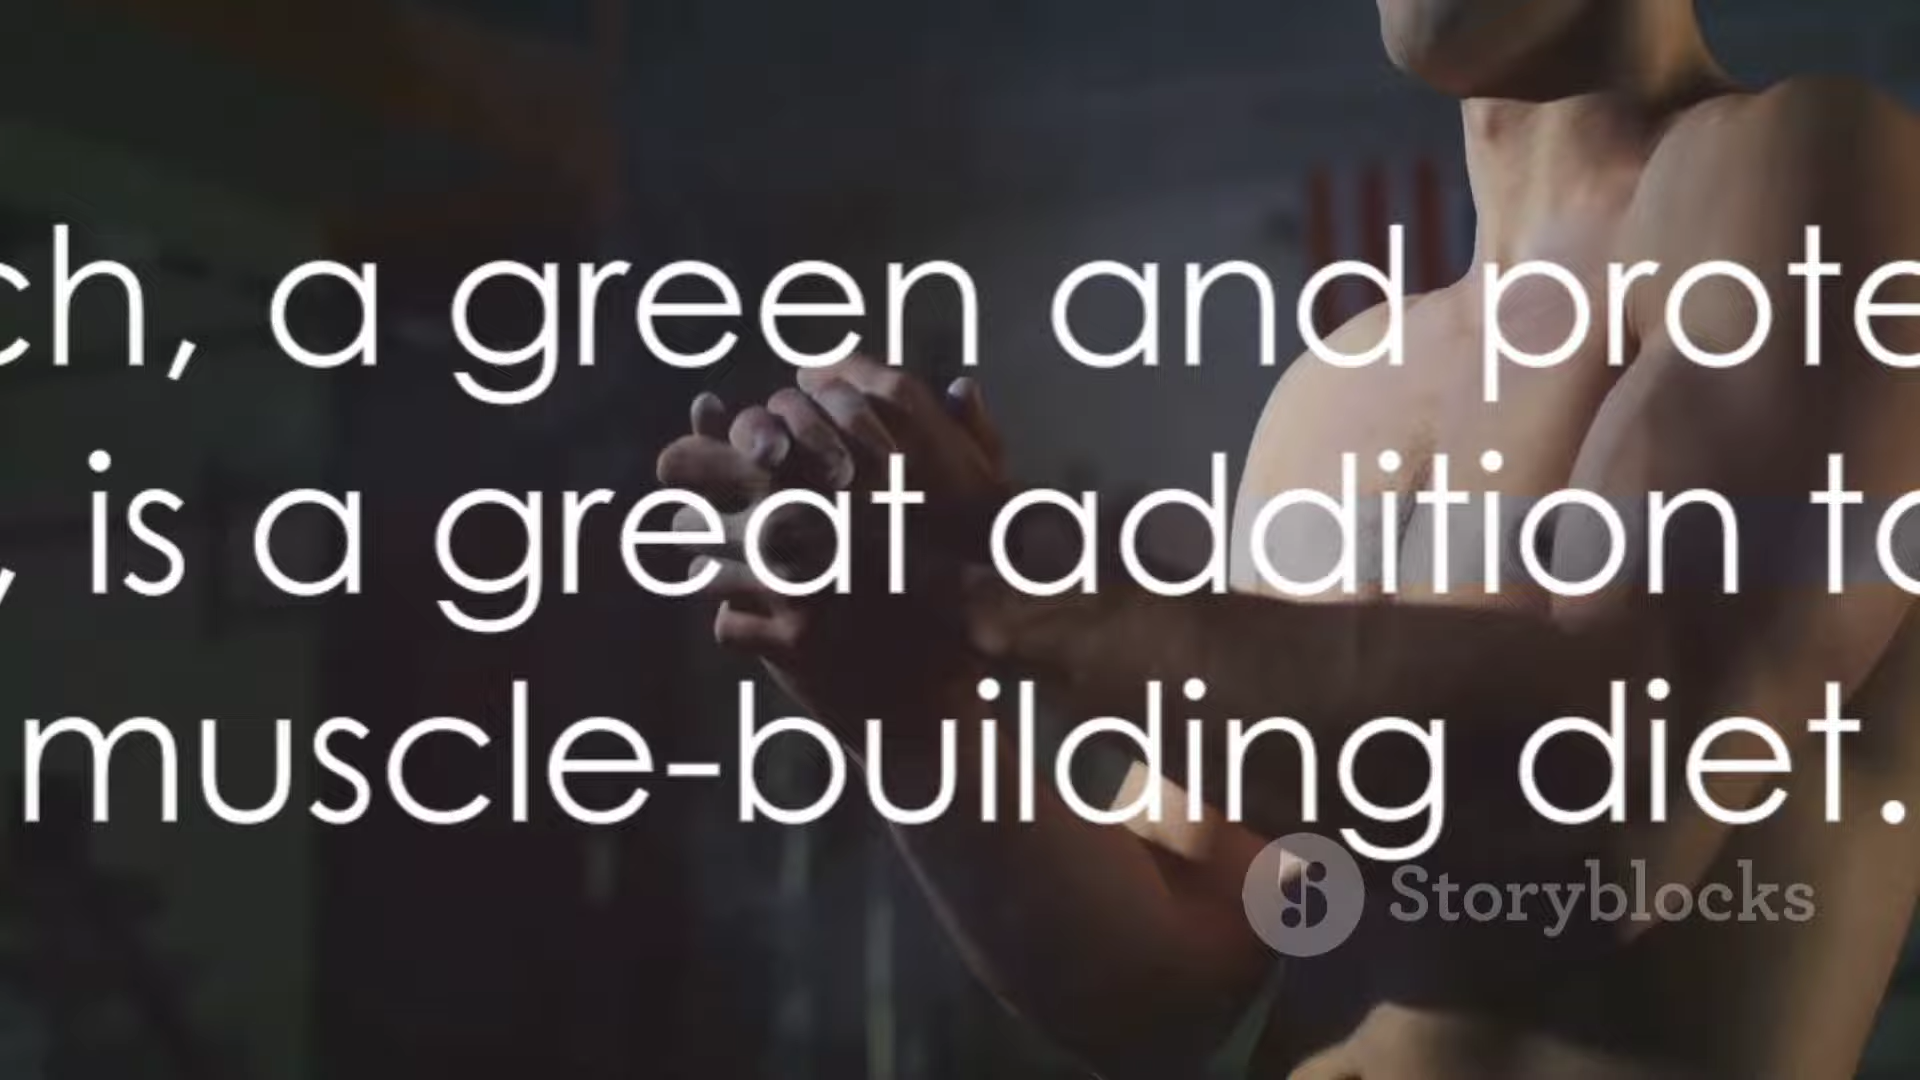 ch, a green and prote
, is a great addition to
muscle-building diet.
Storyblocks